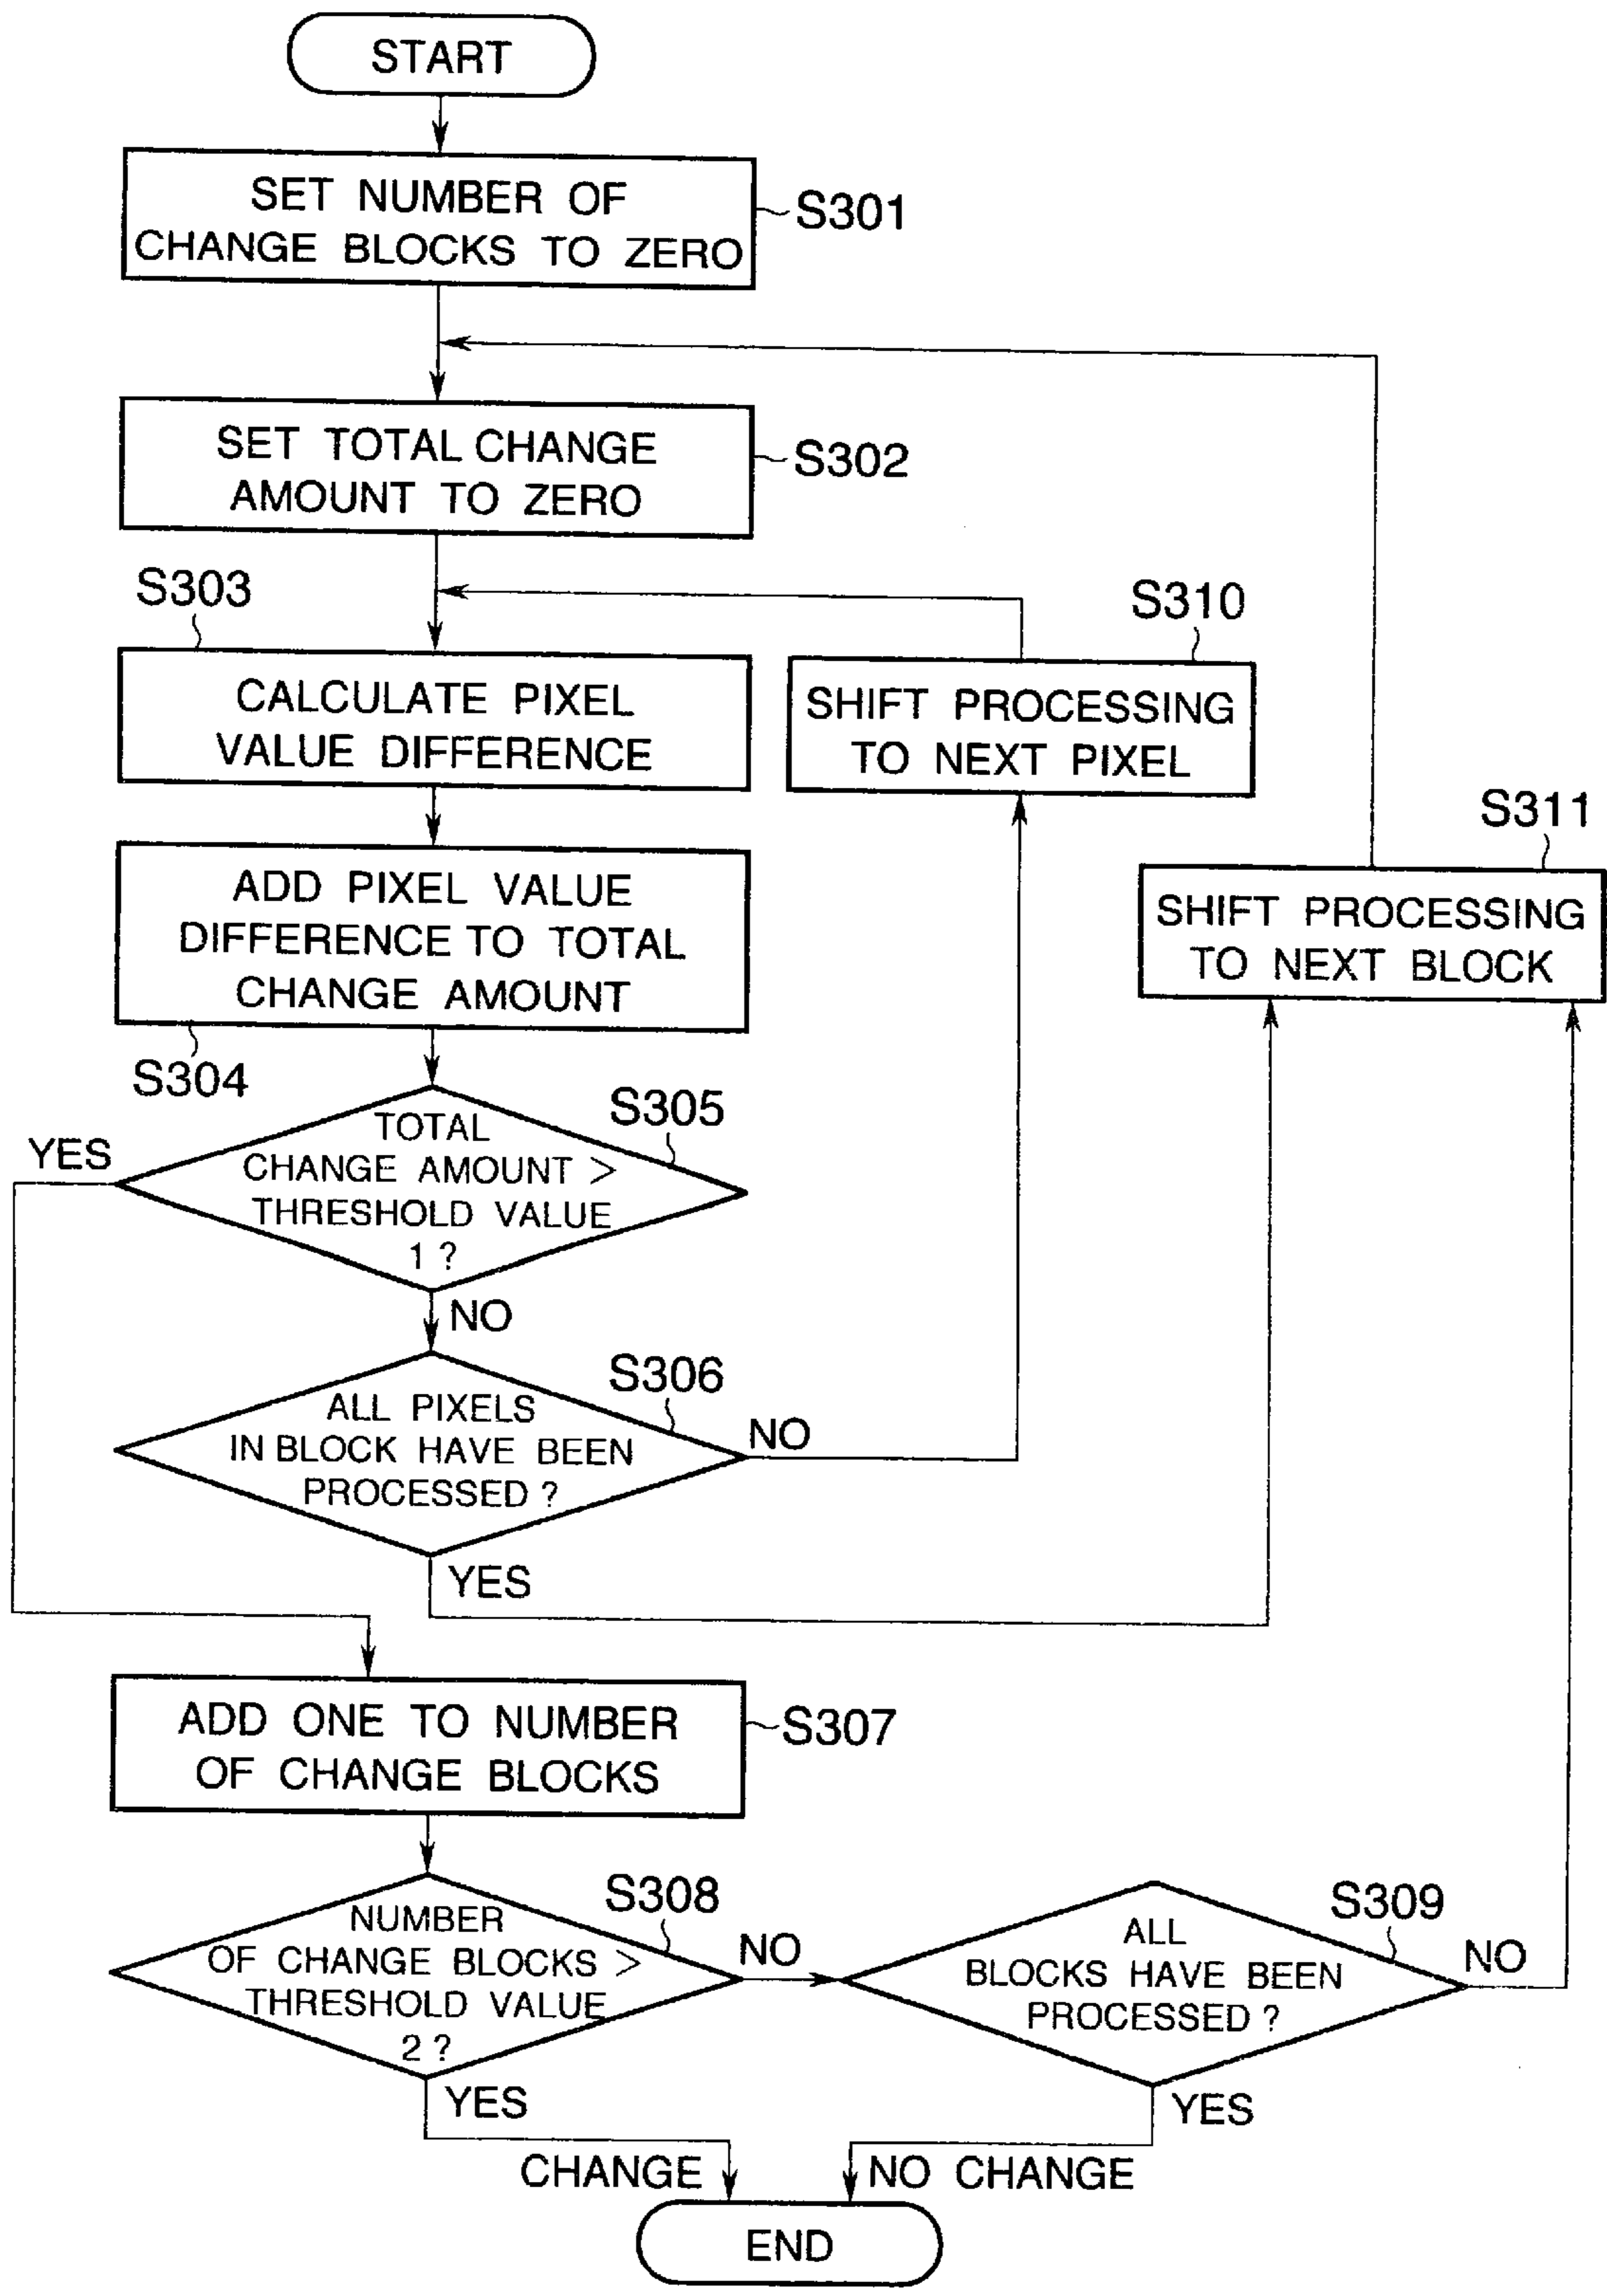 START
SET NUMBER OF
CHANGE BLOCKS TO ZERO
S301
SET TOTAL CHANGE
AMOUNT TO ZERO
S302
S303
CALCULATE PIXEL
VALUE DIFFERENCE
S310
SHIFT PROCESSING
TO NEXT PIXEL
S311
SHIFT PROCESSING
TO NEXT BLOCK
ADD PIXEL VALUE
DIFFERENCE TO TOTAL
CHANGE AMOUNT
S304
S305
TOTAL
CHANGE AMOUNT >
THRESHOLD VALUE
1 ?
YES
NO
S306
ALL PIXELS
IN BLOCK HAVE BEEN
PROCESSED ?
NO
YES
ADD ONE TO NUMBER
OF CHANGE BLOCKS
S307
S308
NUMBER
OF CHANGE BLOCKS >
THRESHOLD VALUE
2 ?
NO
YES
S309
ALL
BLOCKS HAVE BEEN
PROCESSED ?
NO
YES
CHANGE
NO CHANGE
END